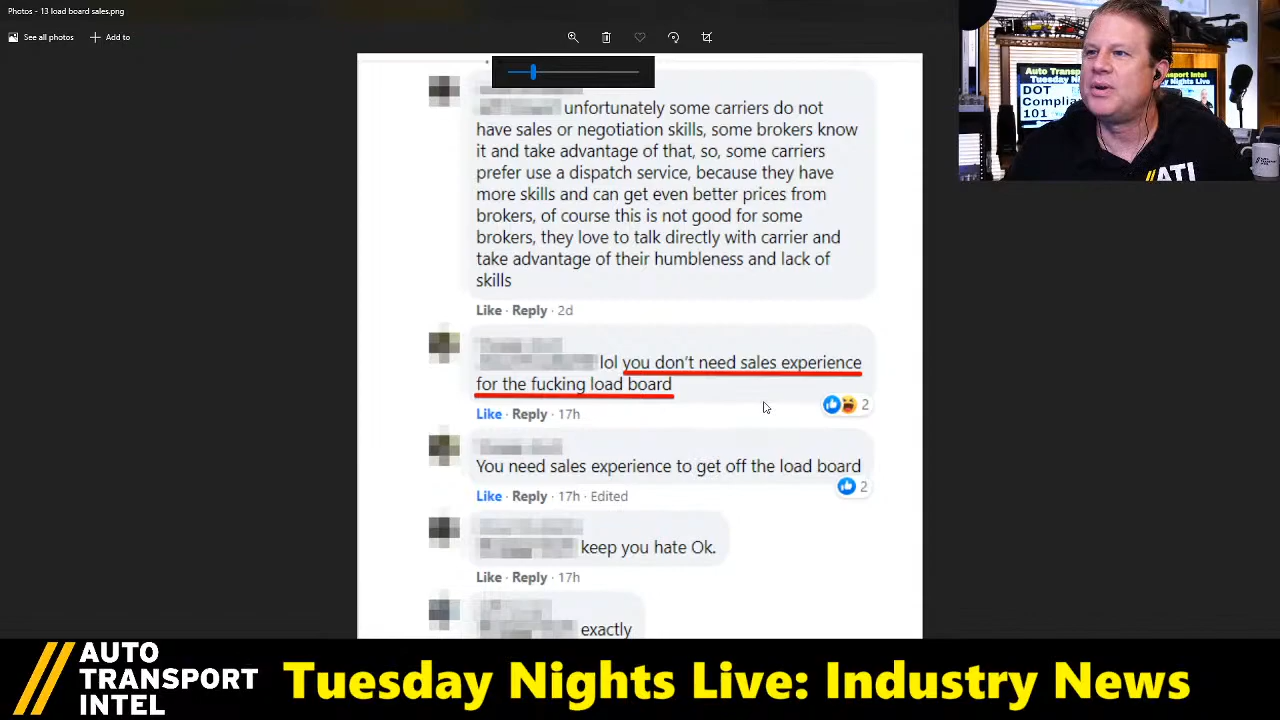 Photos - 13 load board sales.png
See all photos
Add to
unfortunately some carriers do not
have sales or negotiation skills, some brokers know
it and take advantage of that, so, some carriers
prefer use a dispatch service, because they have
more skills and can get even better prices from
brokers, of course this is not good for some
brokers, they love to talk directly with carrier and
take advantage of their humbleness and lack of
skills
Like · Reply · 2d
lol you don't need sales experience
for the fucking load board
2
Like · Reply · 17h
You need sales experience to get off the load board
2
Like · Reply · 17h · Edited
keep you hate Ok.
Like · Reply · 17h
exactly
Auto Trans
Tuesday N
DOT
Compli
101
nsport Intel
Nights Live
//ATI
AUTO
TRANSPORT
INTEL
Tuesday Nights Live: Industry News